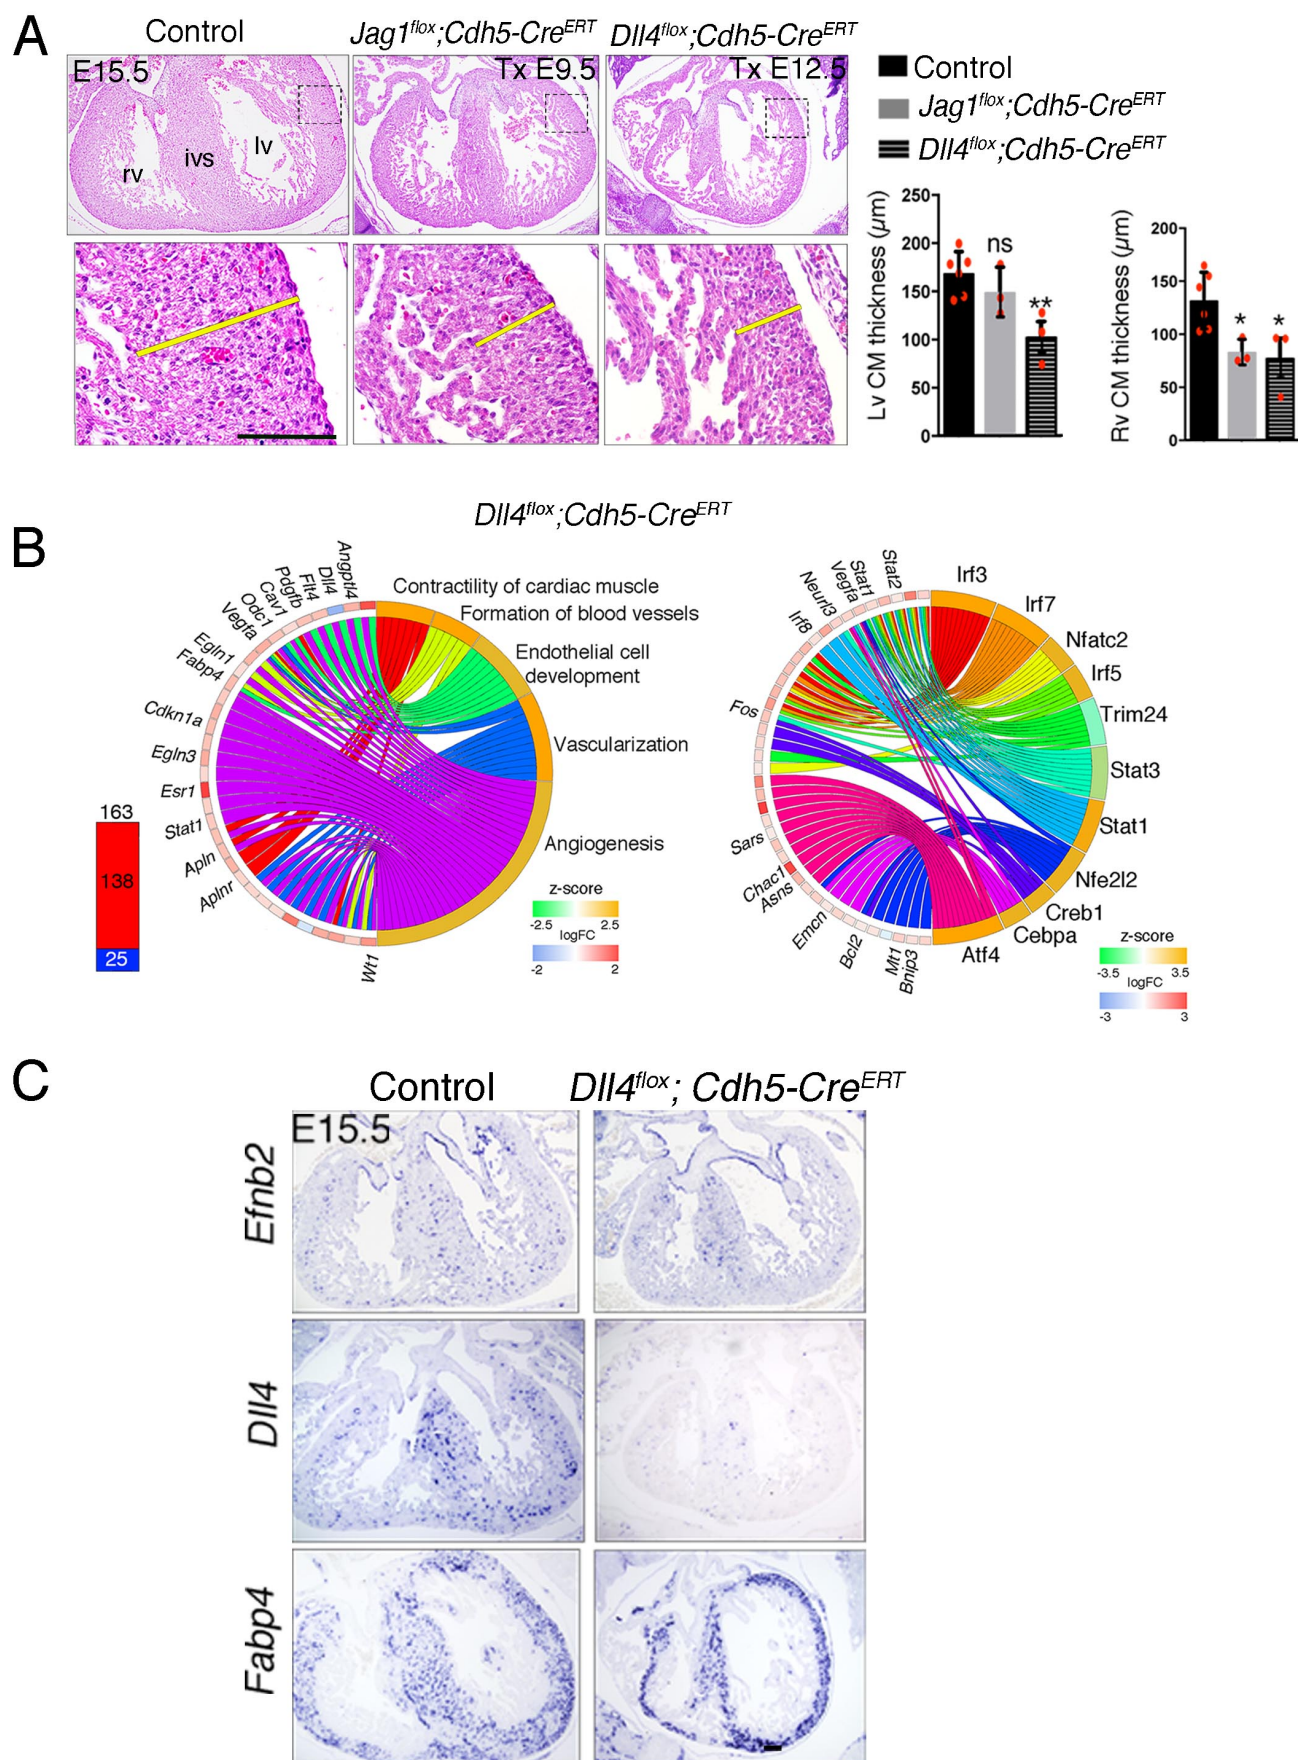 A
Control
Jag1flox;Cdh5-CreERT
Dll4flox;Cdh5-CreERT
E15.5
Tx E9.5
Tx E12.5
rv
ivs
lv
Control
Jag1flox;Cdh5-CreERT
Dll4flox;Cdh5-CreERT
Lv CM thickness (µm)
250
200
150
100
50
0
ns
**
Rv CM thickness (µm)
200
150
100
50
0
*
*
B
Dll4flox;Cdh5-CreERT
163
138
25
Angptl4
Dll4
Flt4
Pdgfb
Cav1
Odc1
Vegfa
Egln1
Fabp4
Cdkn1a
Egln3
Esr1
Stat1
Apln
Aplnr
Wt1
Contractility of cardiac muscle
Formation of blood vessels
Endothelial cell
development
Vascularization
Angiogenesis
z-score
-2.5 2.5
logFC
-2 2
Stat2
Stat1
Vegfa
Neurl3
Irf8
Fos
Sars
Chac1
Asns
Emcn
Bcl2
Mt1
Bnip3
Irf3
Irf7
Nfatc2
Irf5
Trim24
Stat3
Stat1
Nfe2l2
Creb1
Cebpa
Atf4
z-score
-3.5 3.5
logFC
-3 3
C
Control
Dll4flox; Cdh5-CreERT
E15.5
Efnb2
Dll4
Fabp4